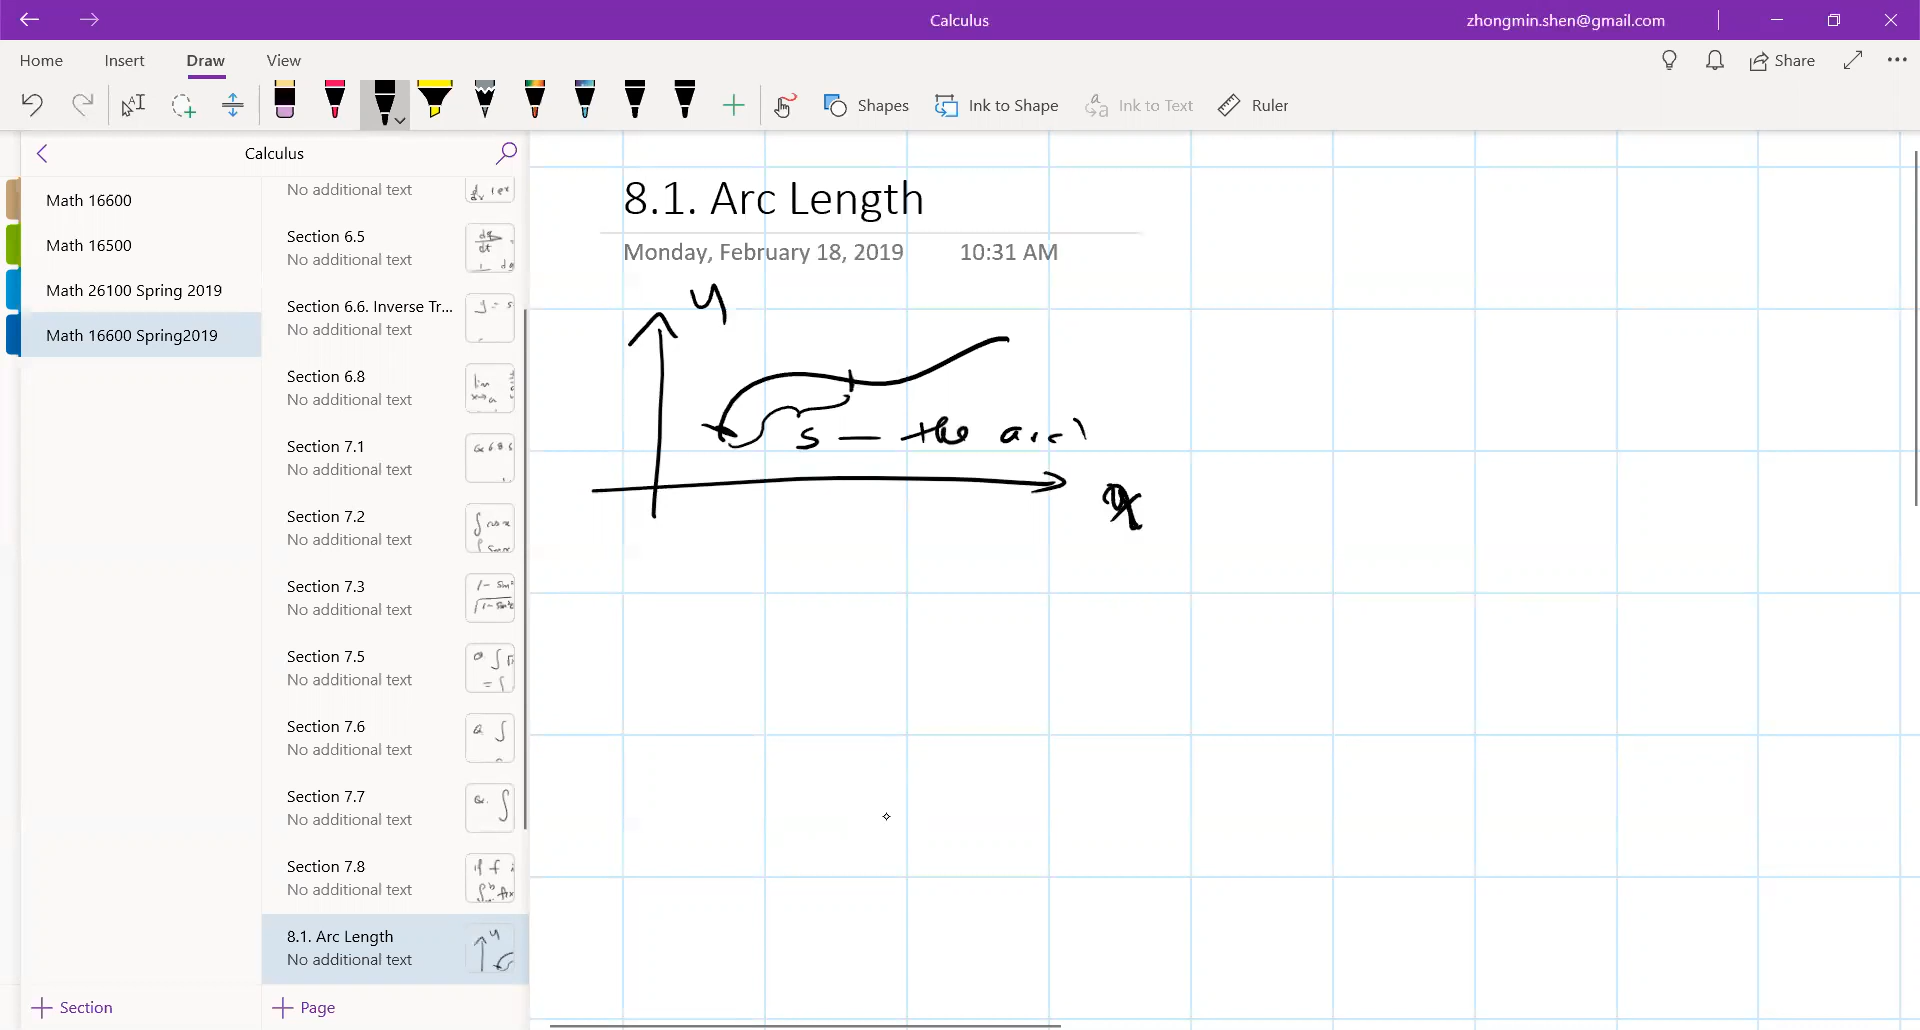 Calculus
zhongmin.shen@gmail.com
Home Insert Draw View
Share
Shapes Ink to Shape Ink to Text Ruler
Calculus
Math 16600
Math 16500
Math 26100 Spring 2019
Math 16600 Spring2019
No additional text
Section 6.5
No additional text
Section 6.6. Inverse Tr...
No additional text
Section 6.8
No additional text
Section 7.1
No additional text
Section 7.2
No additional text
Section 7.3
No additional text
Section 7.5
No additional text
Section 7.6
No additional text
Section 7.7
No additional text
Section 7.8
No additional text
8.1. Arc Length
No additional text
Section
Page
8.1. Arc Length
Monday, February 18, 2019 10:31 AM
y
s — the arc
x